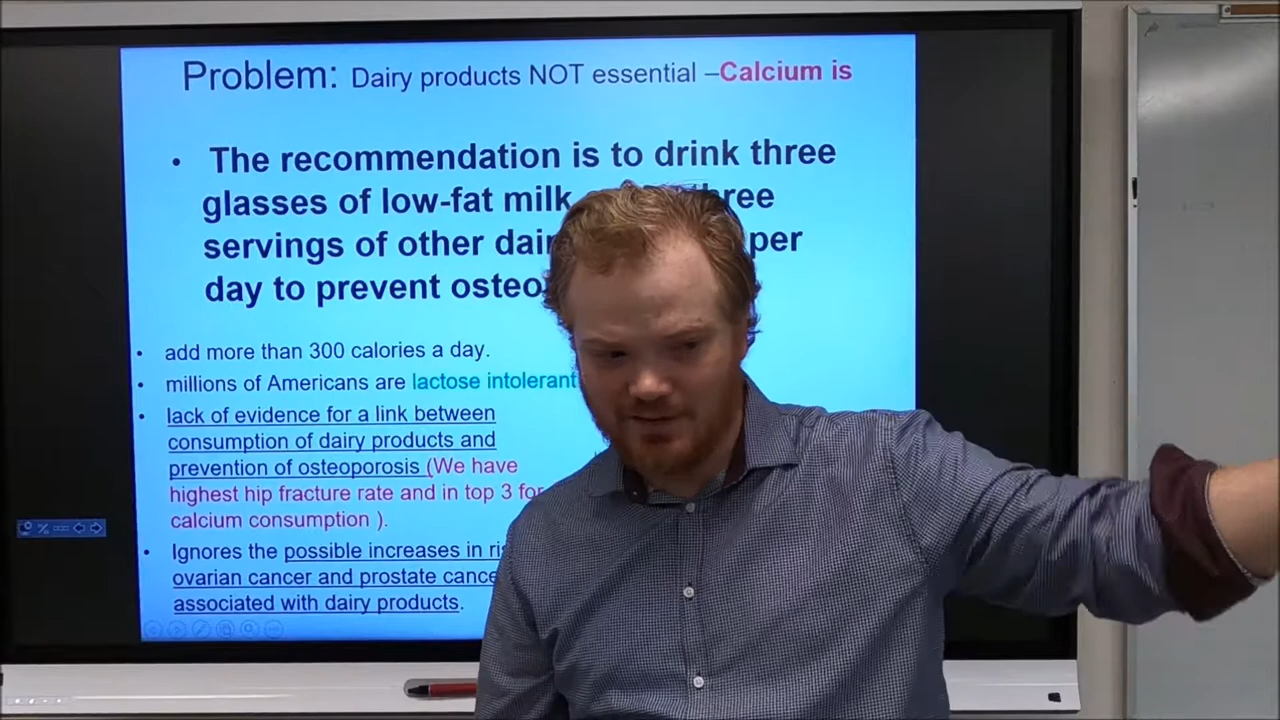 Problem: Dairy products NOT essential –Calcium is
• The recommendation is to drink three
glasses of low-fat milk three
servings of other per
day to prevent
• add more than 300 calories a day.
• millions of Americans are lactose intolerant
• lack of evidence for a link between
consumption of dairy products and
prevention of osteoporosis (We have
highest hip fracture rate and in top 3 for
calcium consumption ).
• Ignores the possible increases in
ovarian cancer and prostate
associated with dairy products.